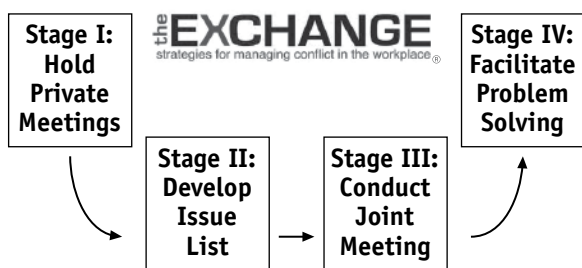 Stage I:
Hold
Private
Meetings
the EXCHANGE
strategies for managing conflict in the workplace®
Stage II:
Develop
Issue
List
Stage III:
Conduct
Joint
Meeting
Stage IV:
Facilitate
Problem
Solving